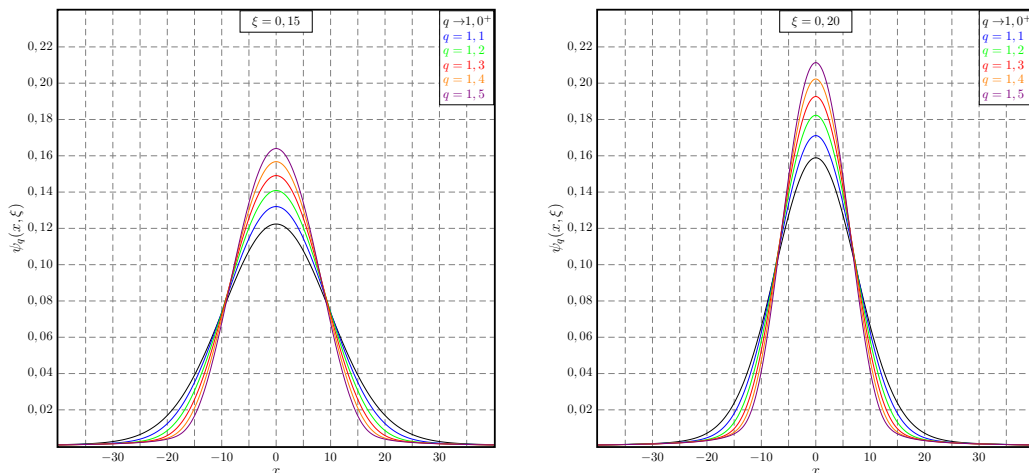 ξ = 0, 15
q → 1, 0⁺
q = 1, 1
q = 1, 2
q = 1, 3
q = 1, 4
q = 1, 5
0, 22
0, 20
0, 18
0, 16
0, 14
0, 12
0, 10
0, 08
0, 06
0, 04
0, 02
ψ_q(x, ξ)
−30 −20 −10 0 10 20 30
x
ξ = 0, 20
q → 1, 0⁺
q = 1, 1
q = 1, 2
q = 1, 3
q = 1, 4
q = 1, 5
0, 22
0, 20
0, 18
0, 16
0, 14
0, 12
0, 10
0, 08
0, 06
0, 04
0, 02
ψ_q(x, ξ)
−30 −20 −10 0 10 20 30
x